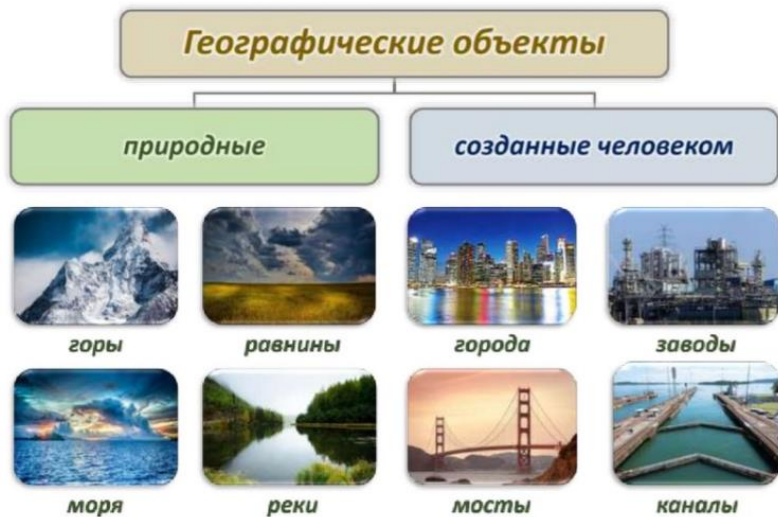 Географические объекты
природные
созданные человеком
горы
равнины
города
заводы
моря
реки
мосты
каналы